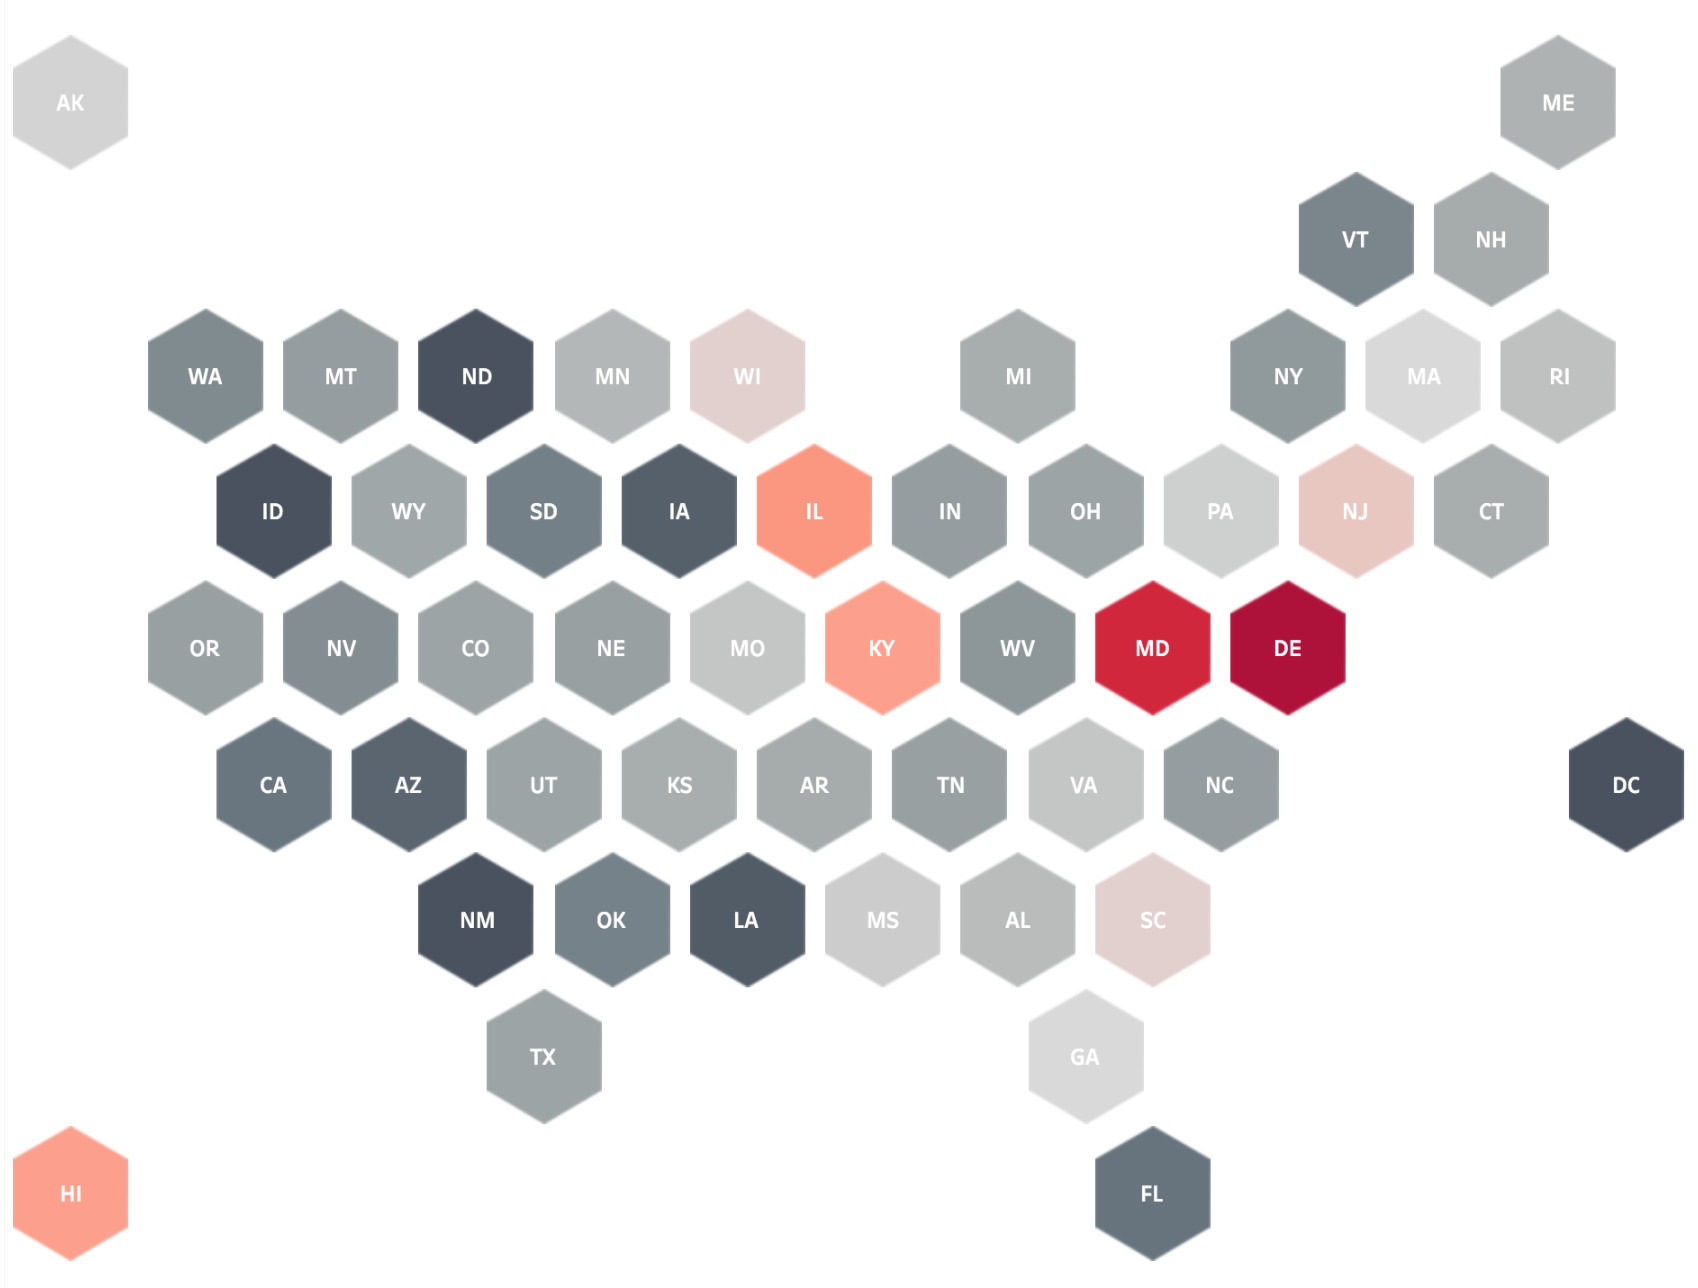 AK ME
VT NH
WA MT ND MN WI MI NY MA RI
ID WY SD IA IL IN OH PA NJ CT
OR NV CO NE MO KY WV MD DE
CA AZ UT KS AR TN VA NC DC
NM OK LA MS AL SC
TX GA
HI FL